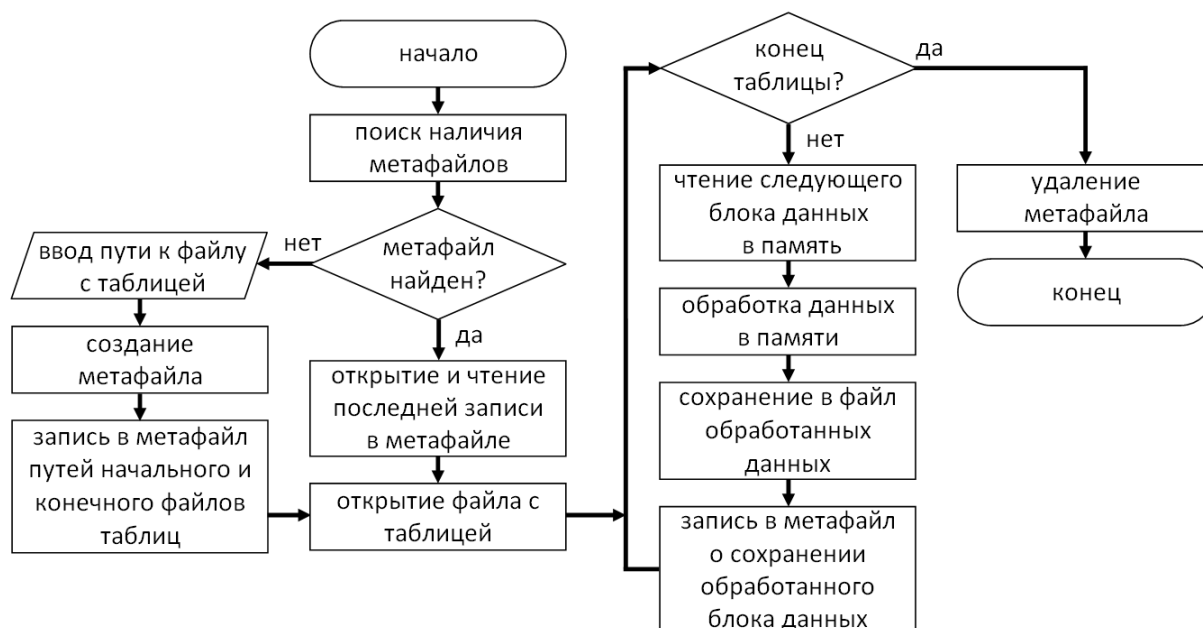 начало
поиск наличия
метафайлов
метафайл
найден?
нет
да
ввод пути к файлу
с таблицей
создание
метафайла
запись в метафайл
путей начального и
конечного файлов
таблиц
открытие и чтение
последней записи
в метафайле
открытие файла с
таблицей
конец
таблицы?
да
нет
чтение следующего
блока данных
в память
обработка данных
в памяти
сохранение в файл
обработанных
данных
запись в метафайл
о сохранении
обработанного
блока данных
удаление
метафайла
конец